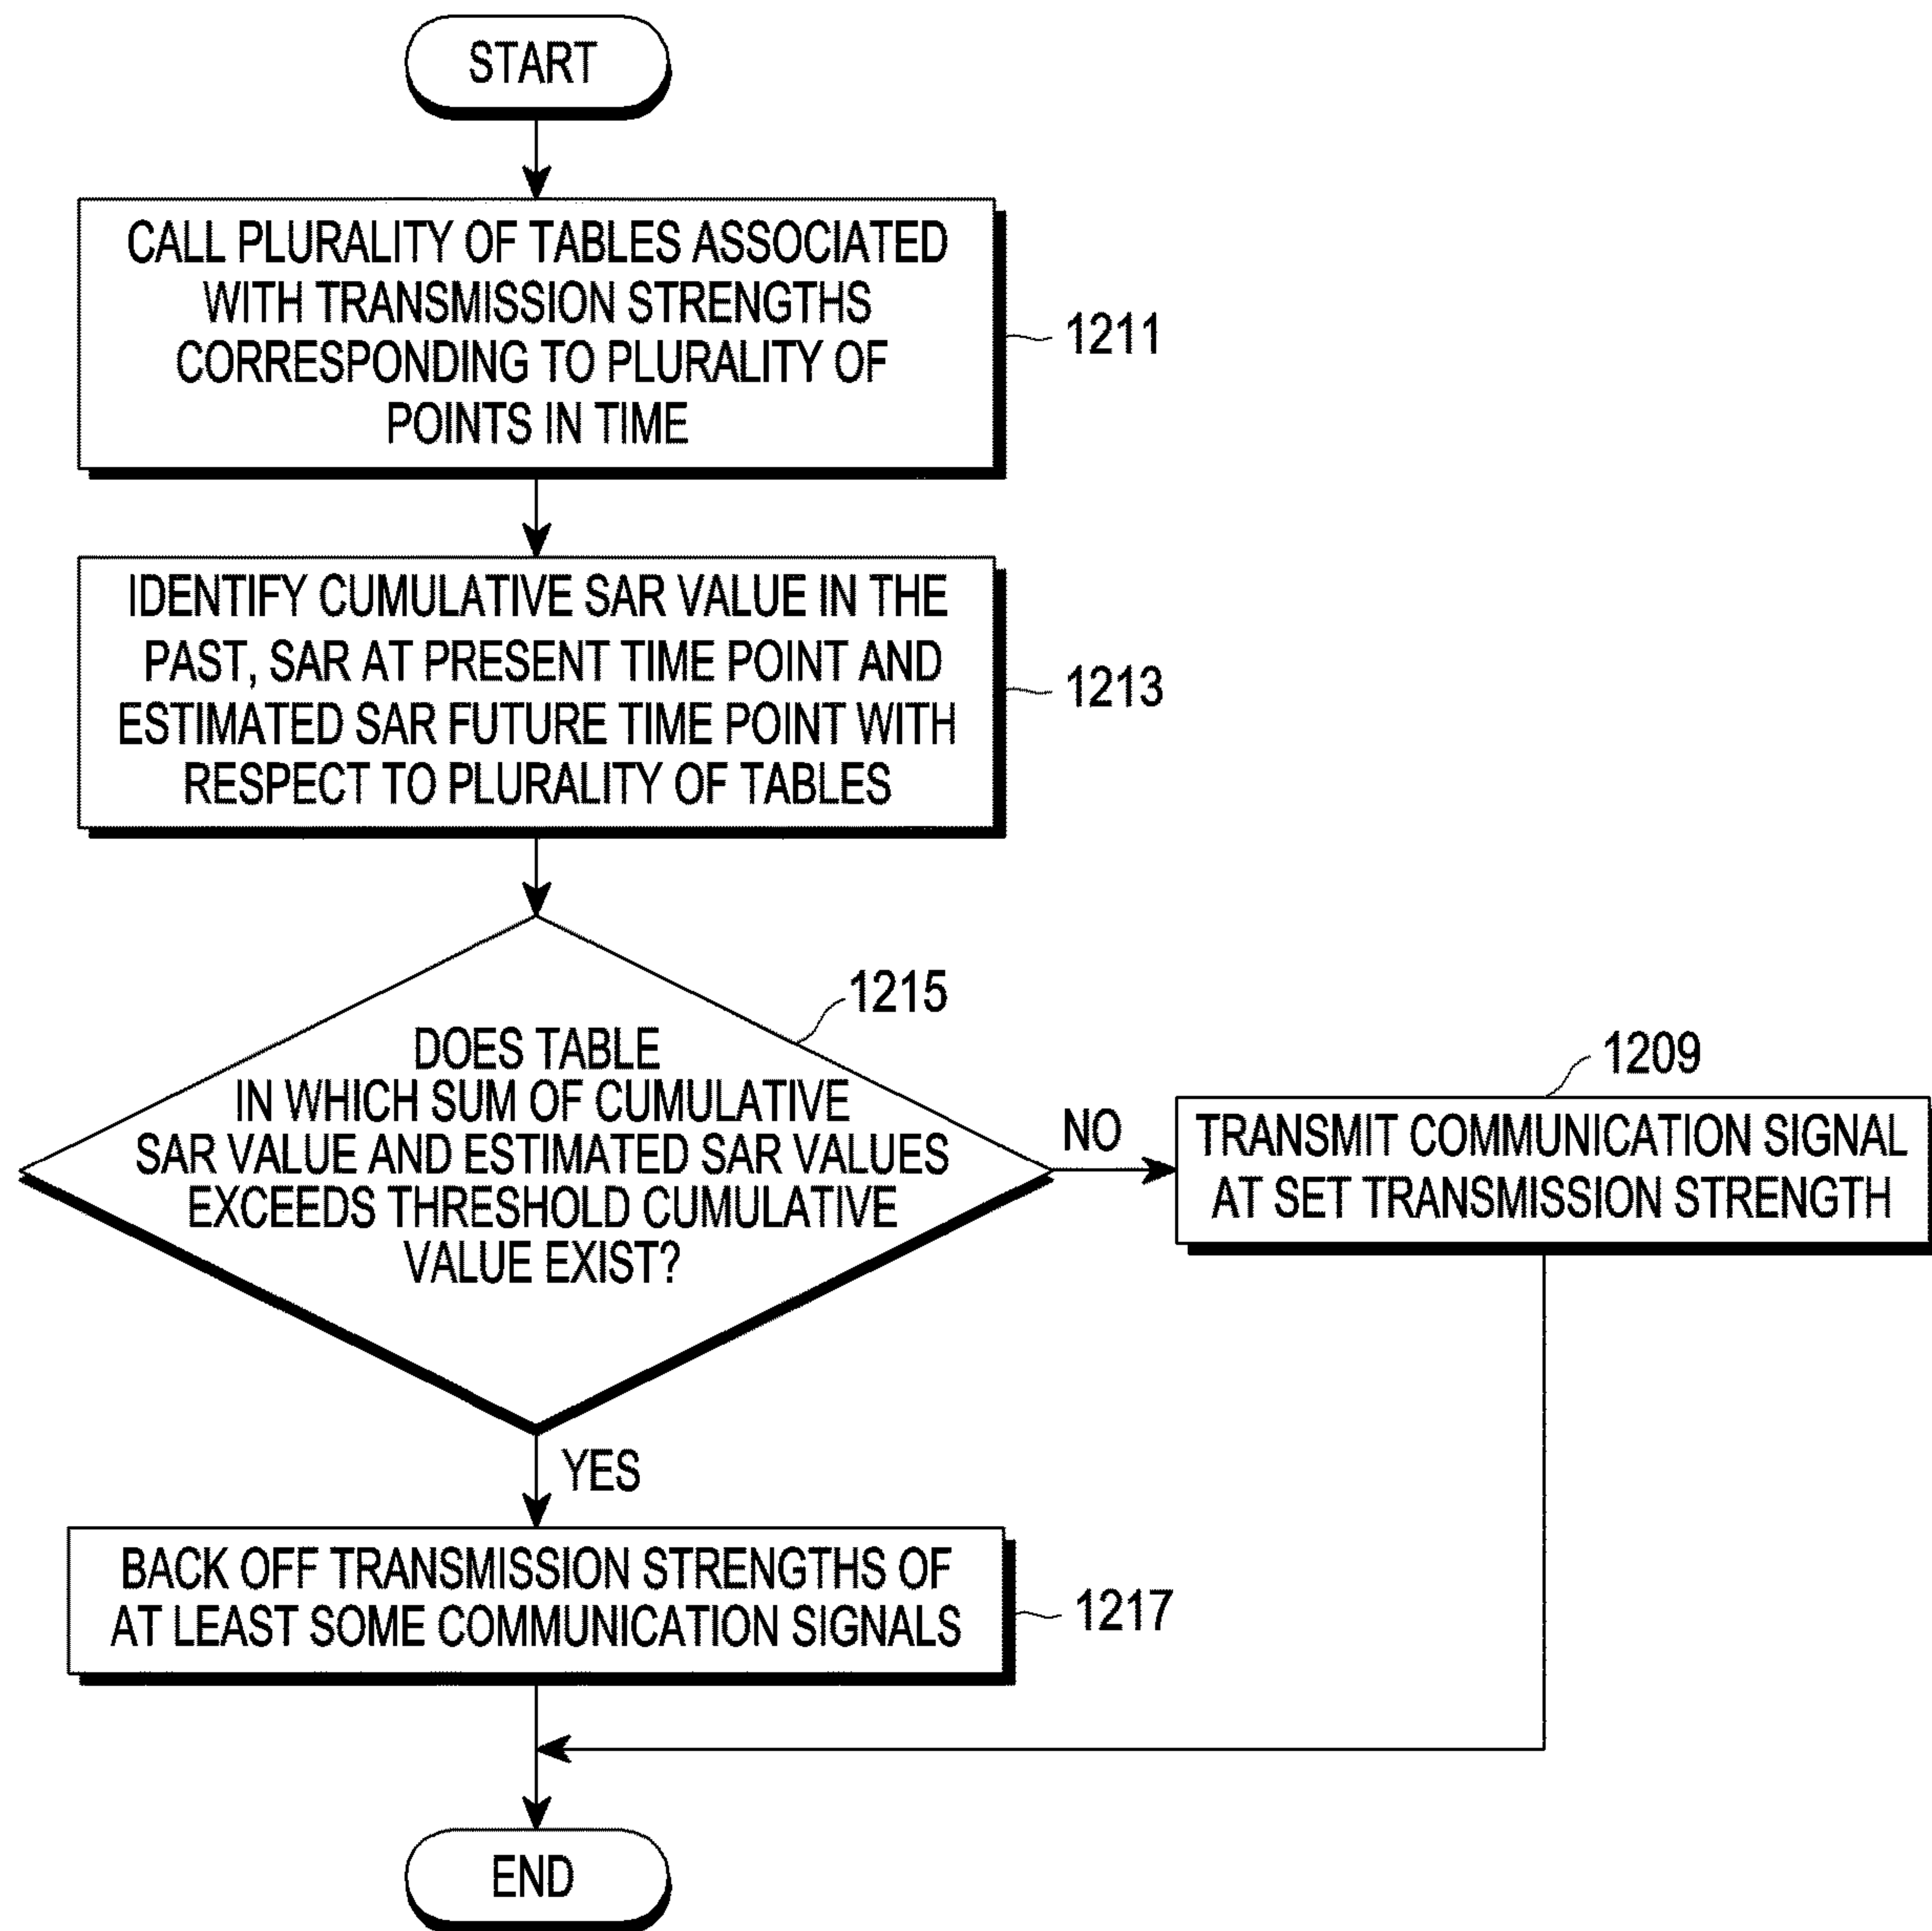 START
CALL PLURALITY OF TABLES ASSOCIATED
WITH TRANSMISSION STRENGTHS
CORRESPONDING TO PLURALITY OF
POINTS IN TIME
1211
IDENTIFY CUMULATIVE SAR VALUE IN THE
PAST, SAR AT PRESENT TIME POINT AND
ESTIMATED SAR FUTURE TIME POINT WITH
RESPECT TO PLURALITY OF TABLES
1213
1215
DOES TABLE
IN WHICH SUM OF CUMULATIVE
SAR VALUE AND ESTIMATED SAR VALUES
EXCEEDS THRESHOLD CUMULATIVE
VALUE EXIST?
NO
1209
TRANSMIT COMMUNICATION SIGNAL
AT SET TRANSMISSION STRENGTH
YES
BACK OFF TRANSMISSION STRENGTHS OF
AT LEAST SOME COMMUNICATION SIGNALS
1217
END